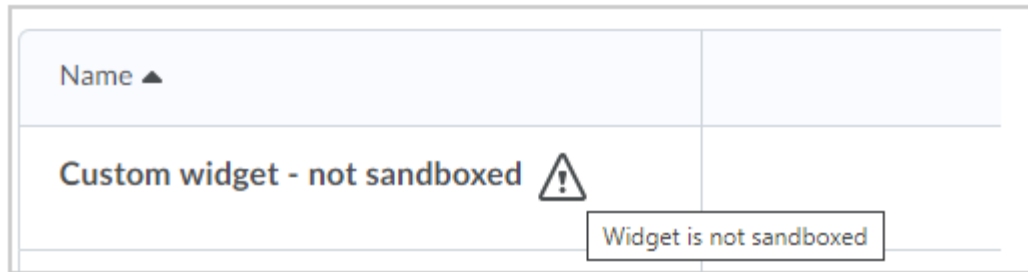 Name
Custom widget - not sandboxed
Widget is not sandboxed